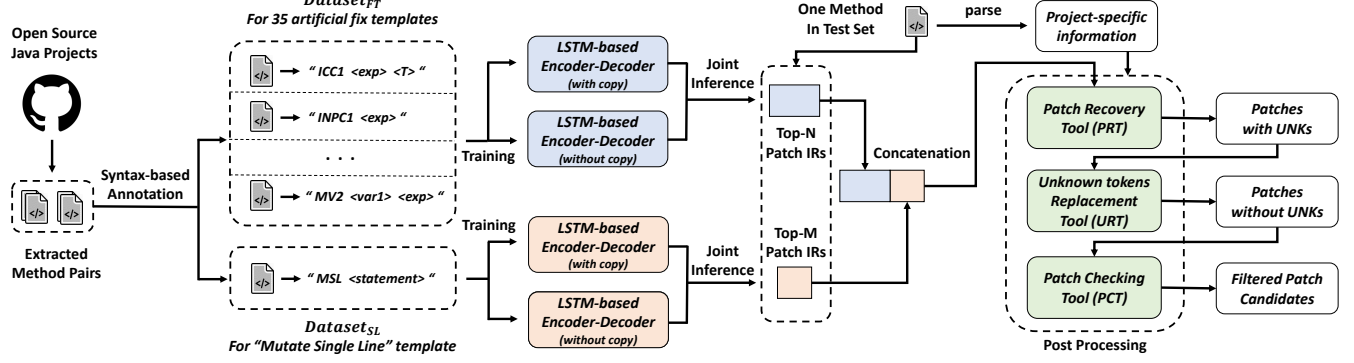 Dataset_FT
For 35 artificial fix templates
Open Source
Java Projects
Syntax-based
Annotation
Extracted
Method Pairs
</>
</>
</>
“ ICC1 <exp> <T> “
</>
“ INPC1 <exp> “
. . .
</>
“ MV2 <var1> <exp> “
</>
“ MSL <statement> “
Dataset_SL
For “Mutate Single Line” template
Training
Training
LSTM-based
Encoder-Decoder
(with copy)
LSTM-based
Encoder-Decoder
(without copy)
LSTM-based
Encoder-Decoder
(with copy)
LSTM-based
Encoder-Decoder
(without copy)
Joint
Inference
Joint
Inference
One Method
In Test Set
</>
parse
Project-specific
information
Top-N
Patch IRs
Top-M
Patch IRs
Concatenation
Patch Recovery
Tool (PRT)
Patches
with UNKs
Unknown tokens
Replacement
Tool (URT)
Patches
without UNKs
Patch Checking
Tool (PCT)
Filtered Patch
Candidates
Post Processing